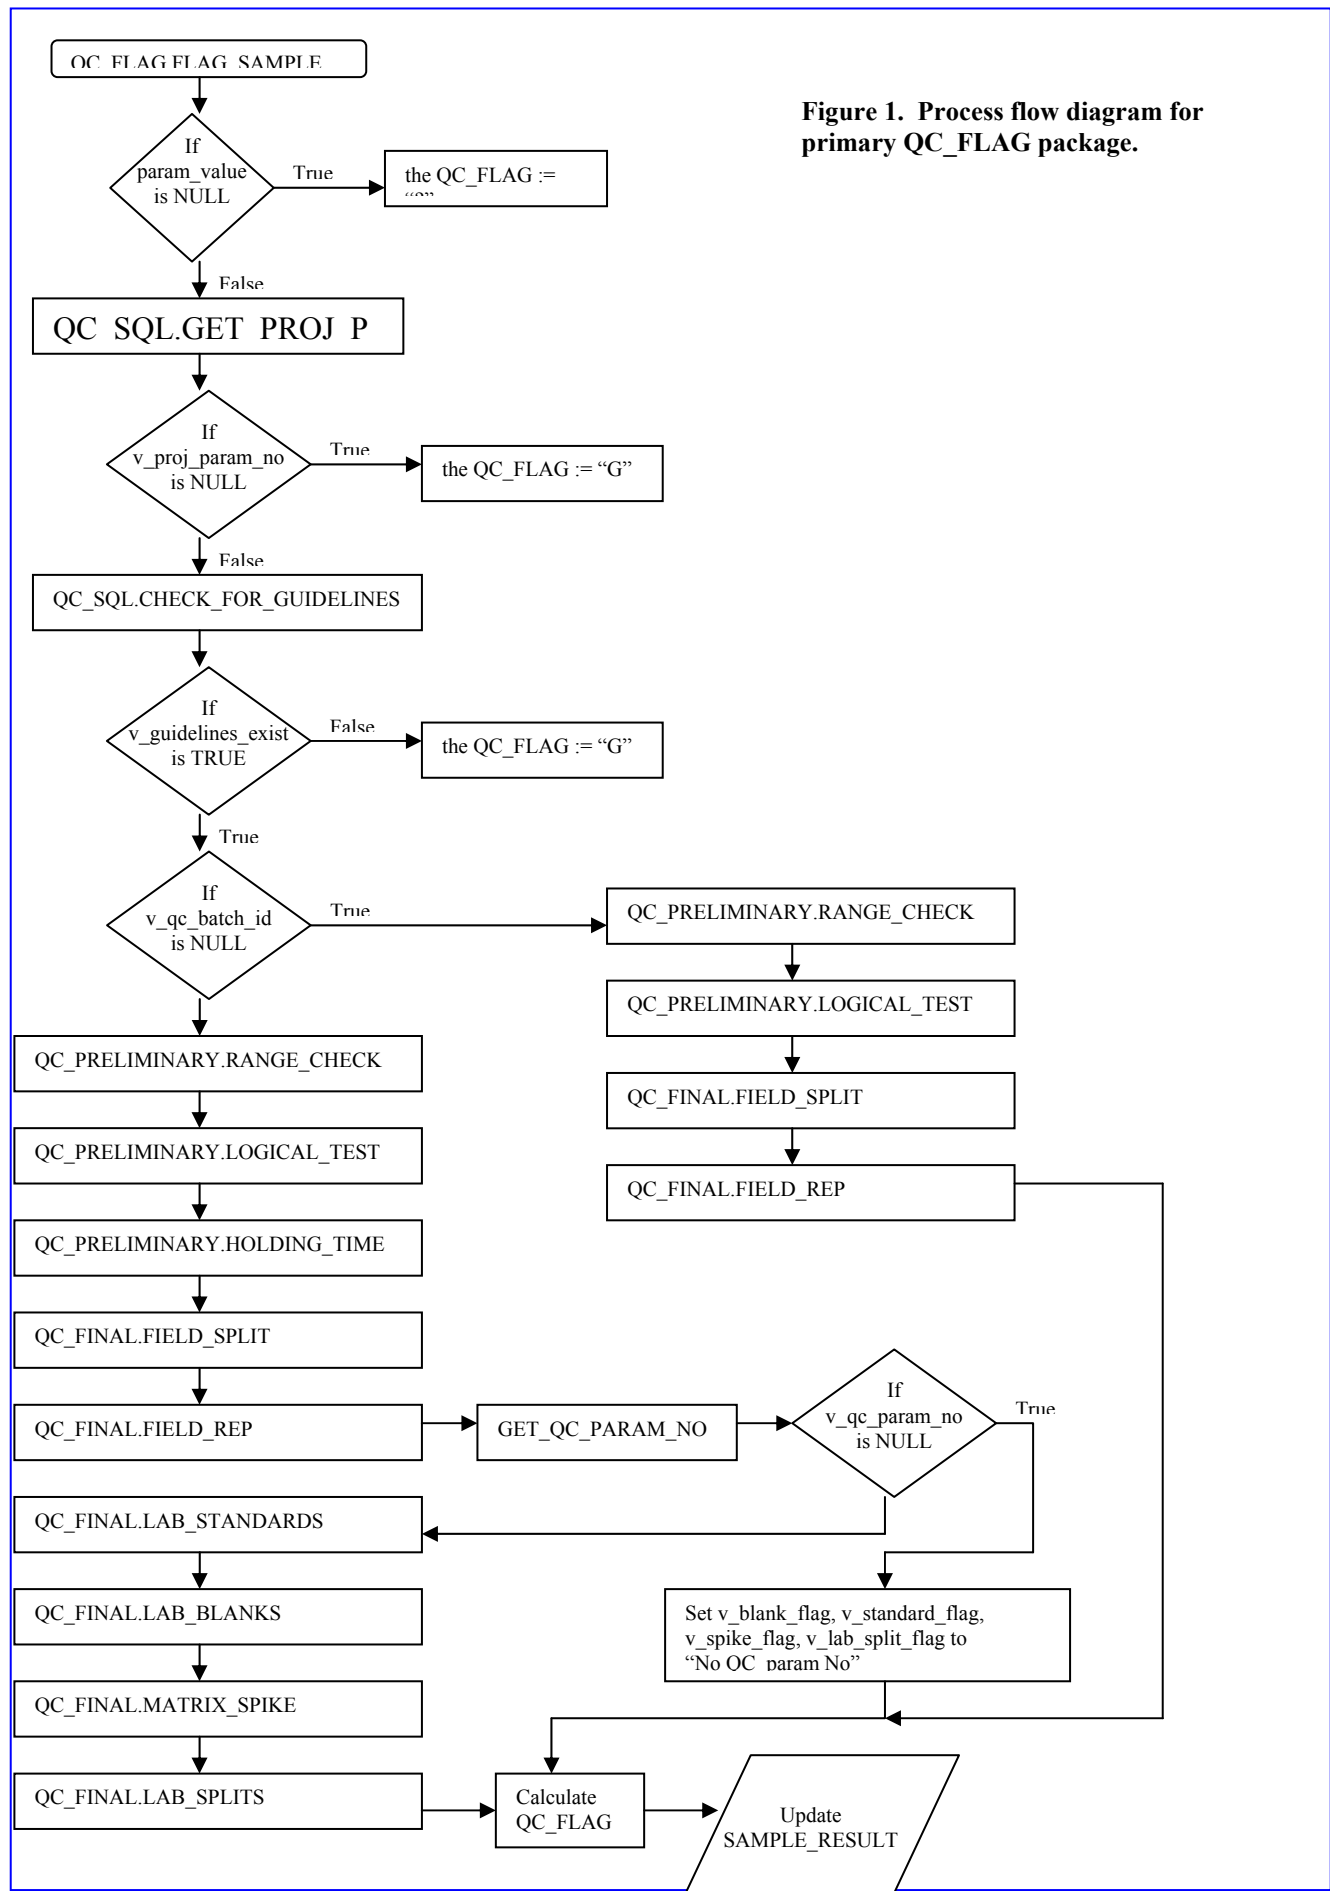 QC_FLAG.FLAG_SAMPLE
Figure 1.  Process flow diagram for
primary QC_FLAG package.
If
param_value
is NULL
True
the QC_FLAG :=
False
QC_SQL.GET_PROJ_P
If
v_proj_param_no
is NULL
True
the QC_FLAG := “G”
False
QC_SQL.CHECK_FOR_GUIDELINES
If
v_guidelines_exist
is TRUE
False
the QC_FLAG := “G”
True
If
v_qc_batch_id
is NULL
True
QC_PRELIMINARY.RANGE_CHECK
QC_PRELIMINARY.LOGICAL_TEST
QC_FINAL.FIELD_SPLIT
QC_FINAL.FIELD_REP
QC_PRELIMINARY.RANGE_CHECK
QC_PRELIMINARY.LOGICAL_TEST
QC_PRELIMINARY.HOLDING_TIME
QC_FINAL.FIELD_SPLIT
QC_FINAL.FIELD_REP
GET_QC_PARAM_NO
If
v_qc_param_no
is NULL
True
QC_FINAL.LAB_STANDARDS
QC_FINAL.LAB_BLANKS
QC_FINAL.MATRIX_SPIKE
QC_FINAL.LAB_SPLITS
Set v_blank_flag, v_standard_flag,
v_spike_flag, v_lab_split_flag to
“No QC_param No”
Calculate
QC_FLAG
Update
SAMPLE_RESULT